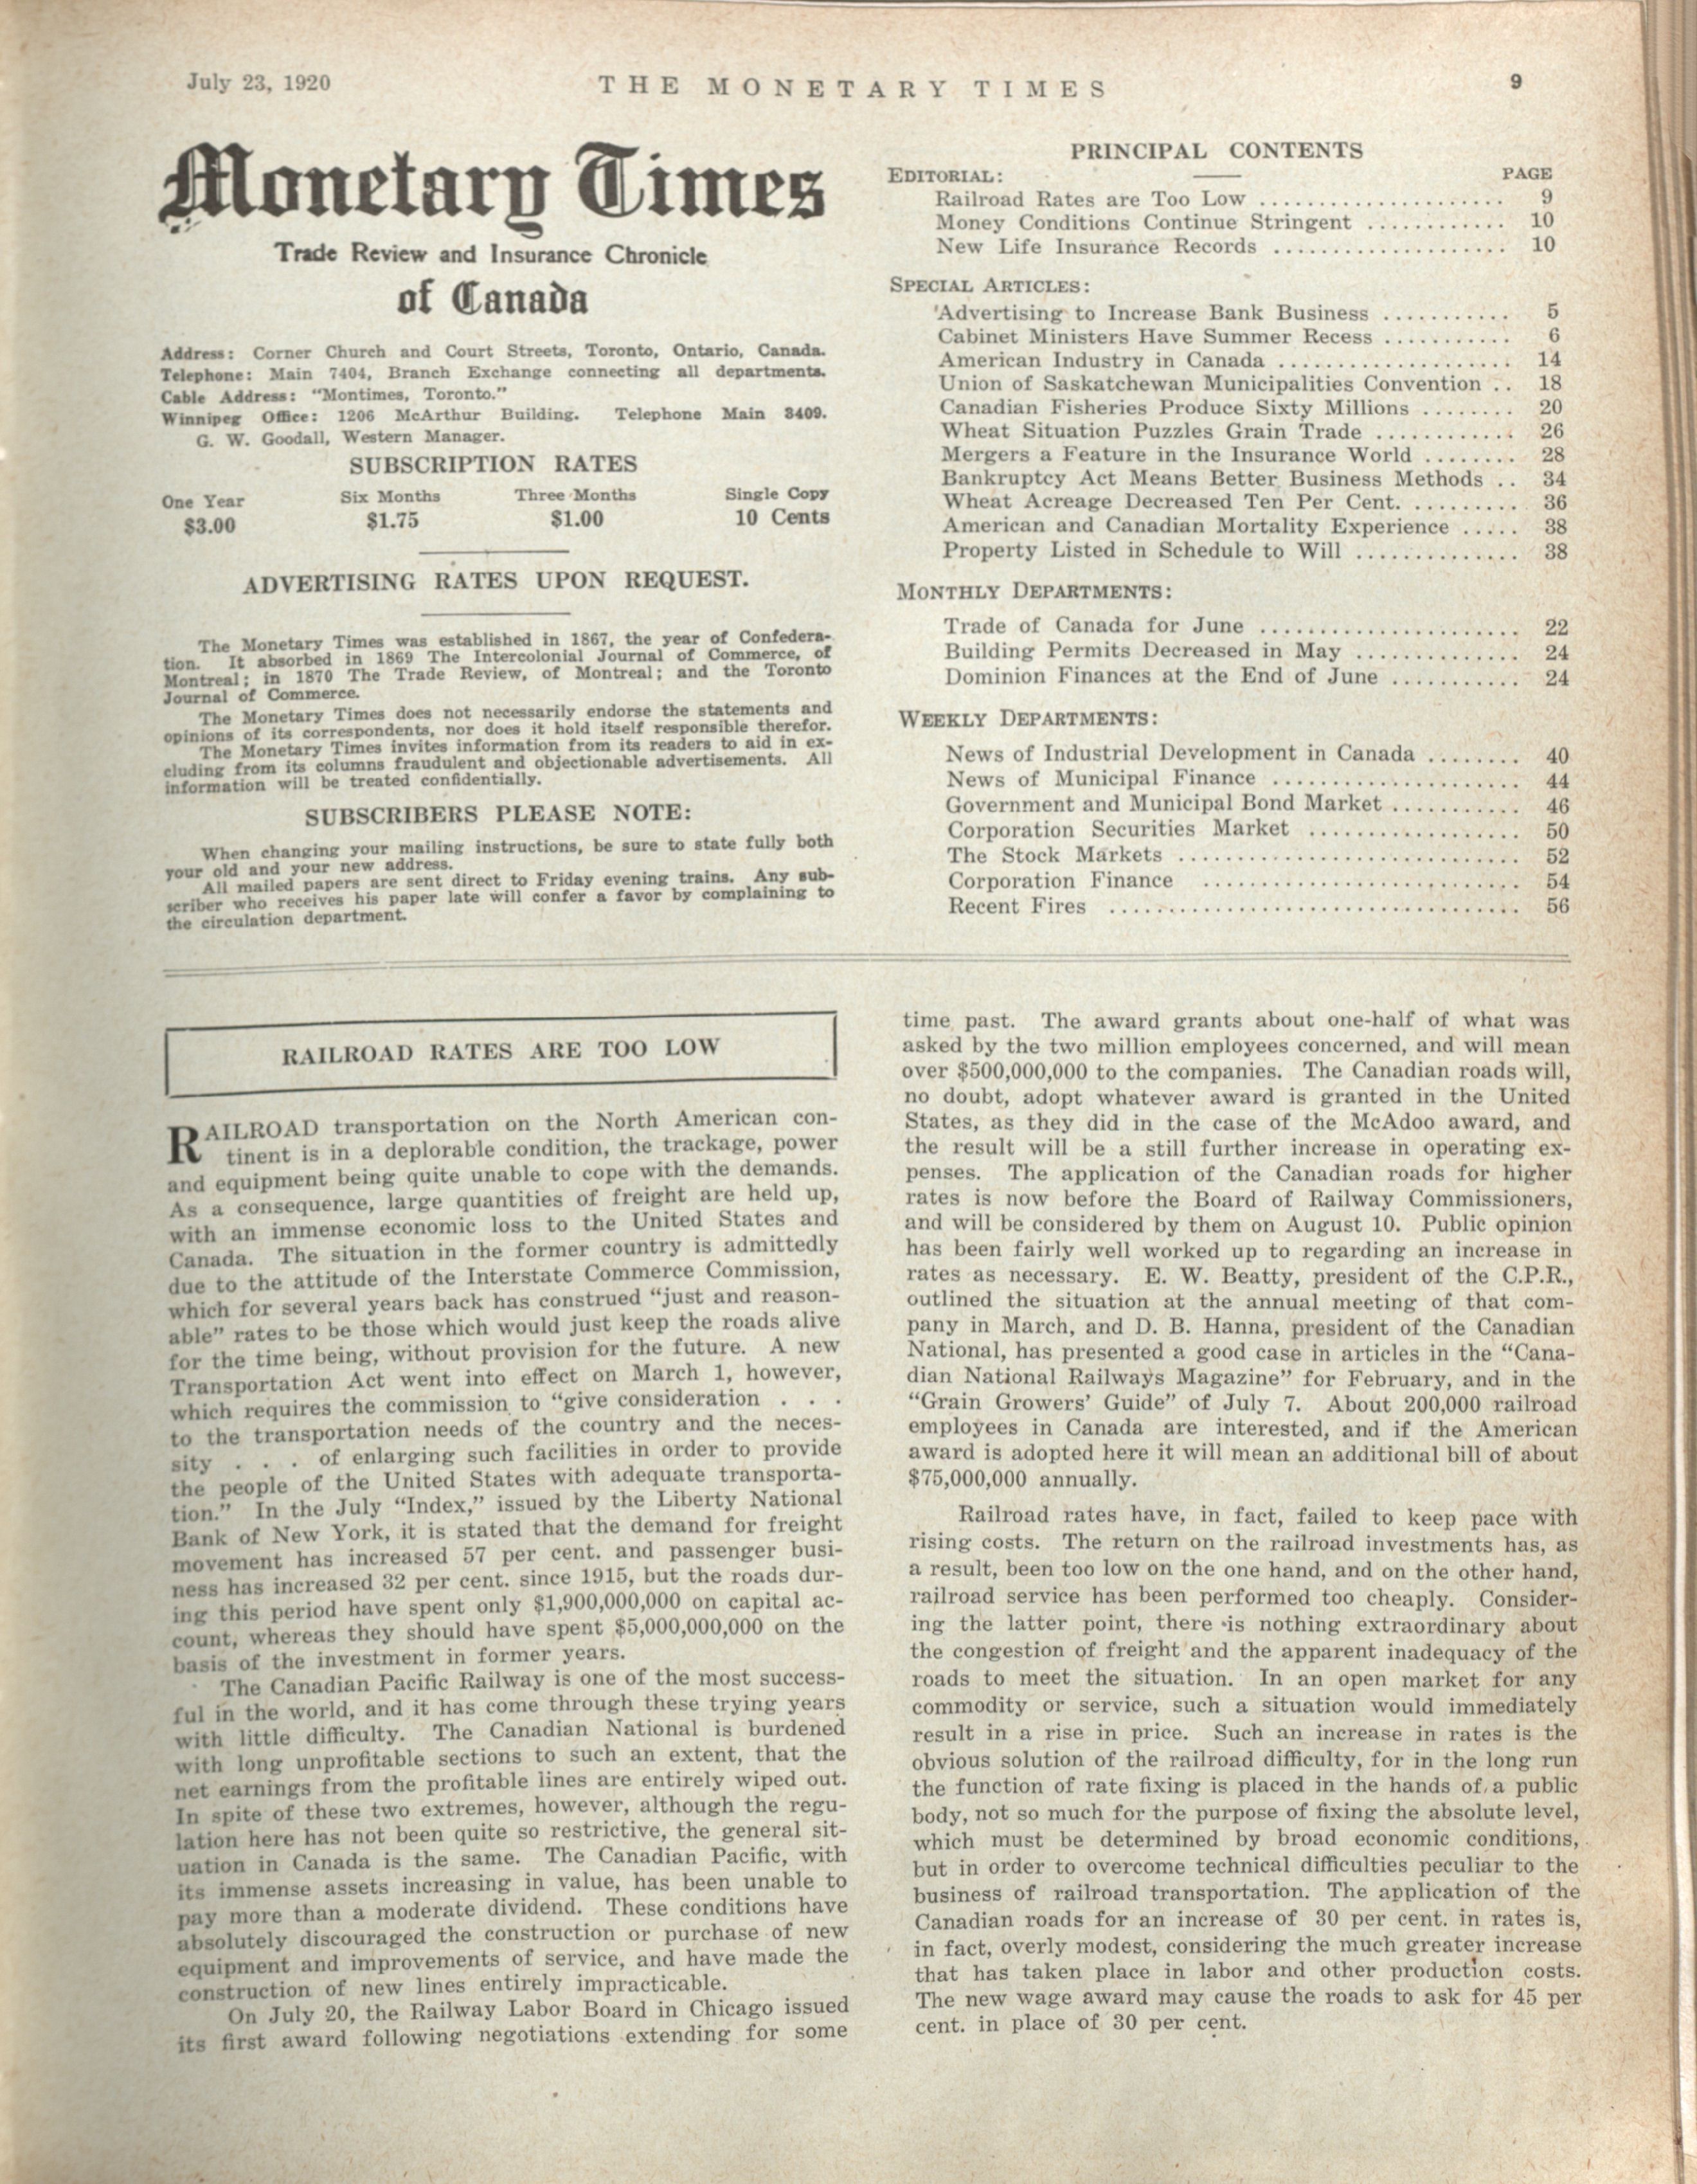 July 23, 1920
THE MONETARY TIMES
9
Monetary Times
Trade Review and Insurance Chronicle
of Canada
Address: Corner Church and Court Streets, Toronto, Ontario, Canada.
Telephone: Main 7404, Branch Exchange connecting all departments.
Cable Address: "Montimes, Toronto."
Winnipeg Office: 1206 McArthur Building. Telephone Main 3409.
G. W. Goodall, Western Manager.
SUBSCRIPTION RATES
One Year Six Months Three Months Single Copy
$3.00 $1.75 $1.00 10 Cents
ADVERTISING RATES UPON REQUEST.
The Monetary Times was established in 1867, the year of Confedera-
tion. It absorbed in 1869 The Intercolonial Journal of Commerce, of
Montreal; in 1870 The Trade Review, of Montreal; and the Toronto
Journal of Commerce.
The Monetary Times does not necessarily endorse the statements and
opinions of its correspondents, nor does it hold itself responsible therefor.
The Monetary Times invites information from its readers to aid in ex-
cluding from its columns fraudulent and objectionable advertisements. All
information will be treated confidentially.
SUBSCRIBERS PLEASE NOTE:
When changing your mailing instructions, be sure to state fully both
your old and your new address.
All mailed papers are sent direct to Friday evening trains. Any sub-
scriber who receives his paper late will confer a favor by complaining to
the circulation department.
PRINCIPAL CONTENTS
EDITORIAL: PAGE
Railroad Rates are Too Low ..................... 9
Money Conditions Continue Stringent ............ 10
New Life Insurance Records .................... 10
SPECIAL ARTICLES:
Advertising to Increase Bank Business ........... 5
Cabinet Ministers Have Summer Recess ........... 6
American Industry in Canada .................... 14
Union of Saskatchewan Municipalities Convention .. 18
Canadian Fisheries Produce Sixty Millions ........ 20
Wheat Situation Puzzles Grain Trade ............ 26
Mergers a Feature in the Insurance World ........ 28
Bankruptcy Act Means Better Business Methods .. 34
Wheat Acreage Decreased Ten Per Cent. ......... 36
American and Canadian Mortality Experience ..... 38
Property Listed in Schedule to Will .............. 38
MONTHLY DEPARTMENTS:
Trade of Canada for June ...................... 22
Building Permits Decreased in May .............. 24
Dominion Finances at the End of June ........... 24
WEEKLY DEPARTMENTS:
News of Industrial Development in Canada ........ 40
News of Municipal Finance ..................... 44
Government and Municipal Bond Market ........... 46
Corporation Securities Market .................. 50
The Stock Markets ............................. 52
Corporation Finance ........................... 54
Recent Fires ................................... 56
RAILROAD RATES ARE TOO LOW
RAILROAD transportation on the North American con-
tinent is in a deplorable condition, the trackage, power
and equipment being quite unable to cope with the demands.
As a consequence, large quantities of freight are held up,
with an immense economic loss to the United States and
Canada. The situation in the former country is admittedly
due to the attitude of the Interstate Commerce Commission,
which for several years back has construed "just and reason-
able" rates to be those which would just keep the roads alive
for the time being, without provision for the future. A new
Transportation Act went into effect on March 1, however,
which requires the commission to "give consideration . . .
to the transportation needs of the country and the neces-
sity . . . of enlarging such facilities in order to provide
the people of the United States with adequate transporta-
tion." In the July "Index," issued by the Liberty National
Bank of New York, it is stated that the demand for freight
movement has increased 57 per cent. and passenger busi-
ness has increased 32 per cent. since 1915, but the roads dur-
ing this period have spent only $1,900,000,000 on capital ac-
count, whereas they should have spent $5,000,000,000 on the
basis of the investment in former years.
The Canadian Pacific Railway is one of the most success-
ful in the world, and it has come through these trying years
with little difficulty. The Canadian National is burdened
with long unprofitable sections to such an extent, that the
net earnings from the profitable lines are entirely wiped out.
In spite of these two extremes, however, although the regu-
lation here has not been quite so restrictive, the general sit-
uation in Canada is the same. The Canadian Pacific, with
its immense assets increasing in value, has been unable to
pay more than a moderate dividend. These conditions have
absolutely discouraged the construction or purchase of new
equipment and improvements of service, and have made the
construction of new lines entirely impracticable.
On July 20, the Railway Labor Board in Chicago issued
its first award following negotiations extending for some
time past. The award grants about one-half of what was
asked by the two million employees concerned, and will mean
over $500,000,000 to the companies. The Canadian roads will,
no doubt, adopt whatever award is granted in the United
States, as they did in the case of the McAdoo award, and
the result will be a still further increase in operating ex-
penses. The application of the Canadian roads for higher
rates is now before the Board of Railway Commissioners,
and will be considered by them on August 10. Public opinion
has been fairly well worked up to regarding an increase in
rates as necessary. E. W. Beatty, president of the C.P.R.,
outlined the situation at the annual meeting of that com-
pany in March, and D. B. Hanna, president of the Canadian
National, has presented a good case in articles in the "Cana-
dian National Railways Magazine" for February, and in the
"Grain Growers' Guide" of July 7. About 200,000 railroad
employees in Canada are interested, and if the American
award is adopted here it will mean an additional bill of about
$75,000,000 annually.
Railroad rates have, in fact, failed to keep pace with
rising costs. The return on the railroad investments has, as
a result, been too low on the one hand, and on the other hand,
railroad service has been performed too cheaply. Consider-
ing the latter point, there is nothing extraordinary about
the congestion of freight and the apparent inadequacy of the
roads to meet the situation. In an open market for any
commodity or service, such a situation would immediately
result in a rise in price. Such an increase in rates is the
obvious solution of the railroad difficulty, for in the long run
the function of rate fixing is placed in the hands of a public
body, not so much for the purpose of fixing the absolute level,
which must be determined by broad economic conditions,
but in order to overcome technical difficulties peculiar to the
business of railroad transportation. The application of the
Canadian roads for an increase of 30 per cent. in rates is,
in fact, overly modest, considering the much greater increase
that has taken place in labor and other production costs.
The new wage award may cause the roads to ask for 45 per
cent. in place of 30 per cent.